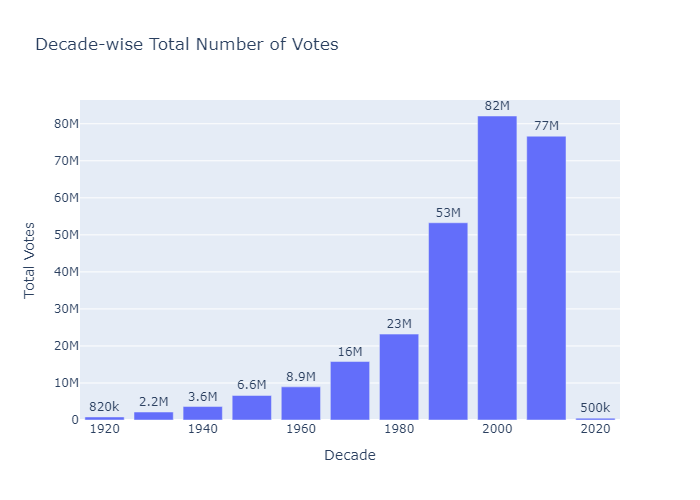 Decade-wise Total Number of Votes
82M
80M
77M
70M
60M
53M
50M
Total Votes
40M
30M
23M
20M
16M
10M
8.9M
6.6M
3.6M
2.2M
820k
500k
0
1920
1940
1960
1980
2000
2020
Decade